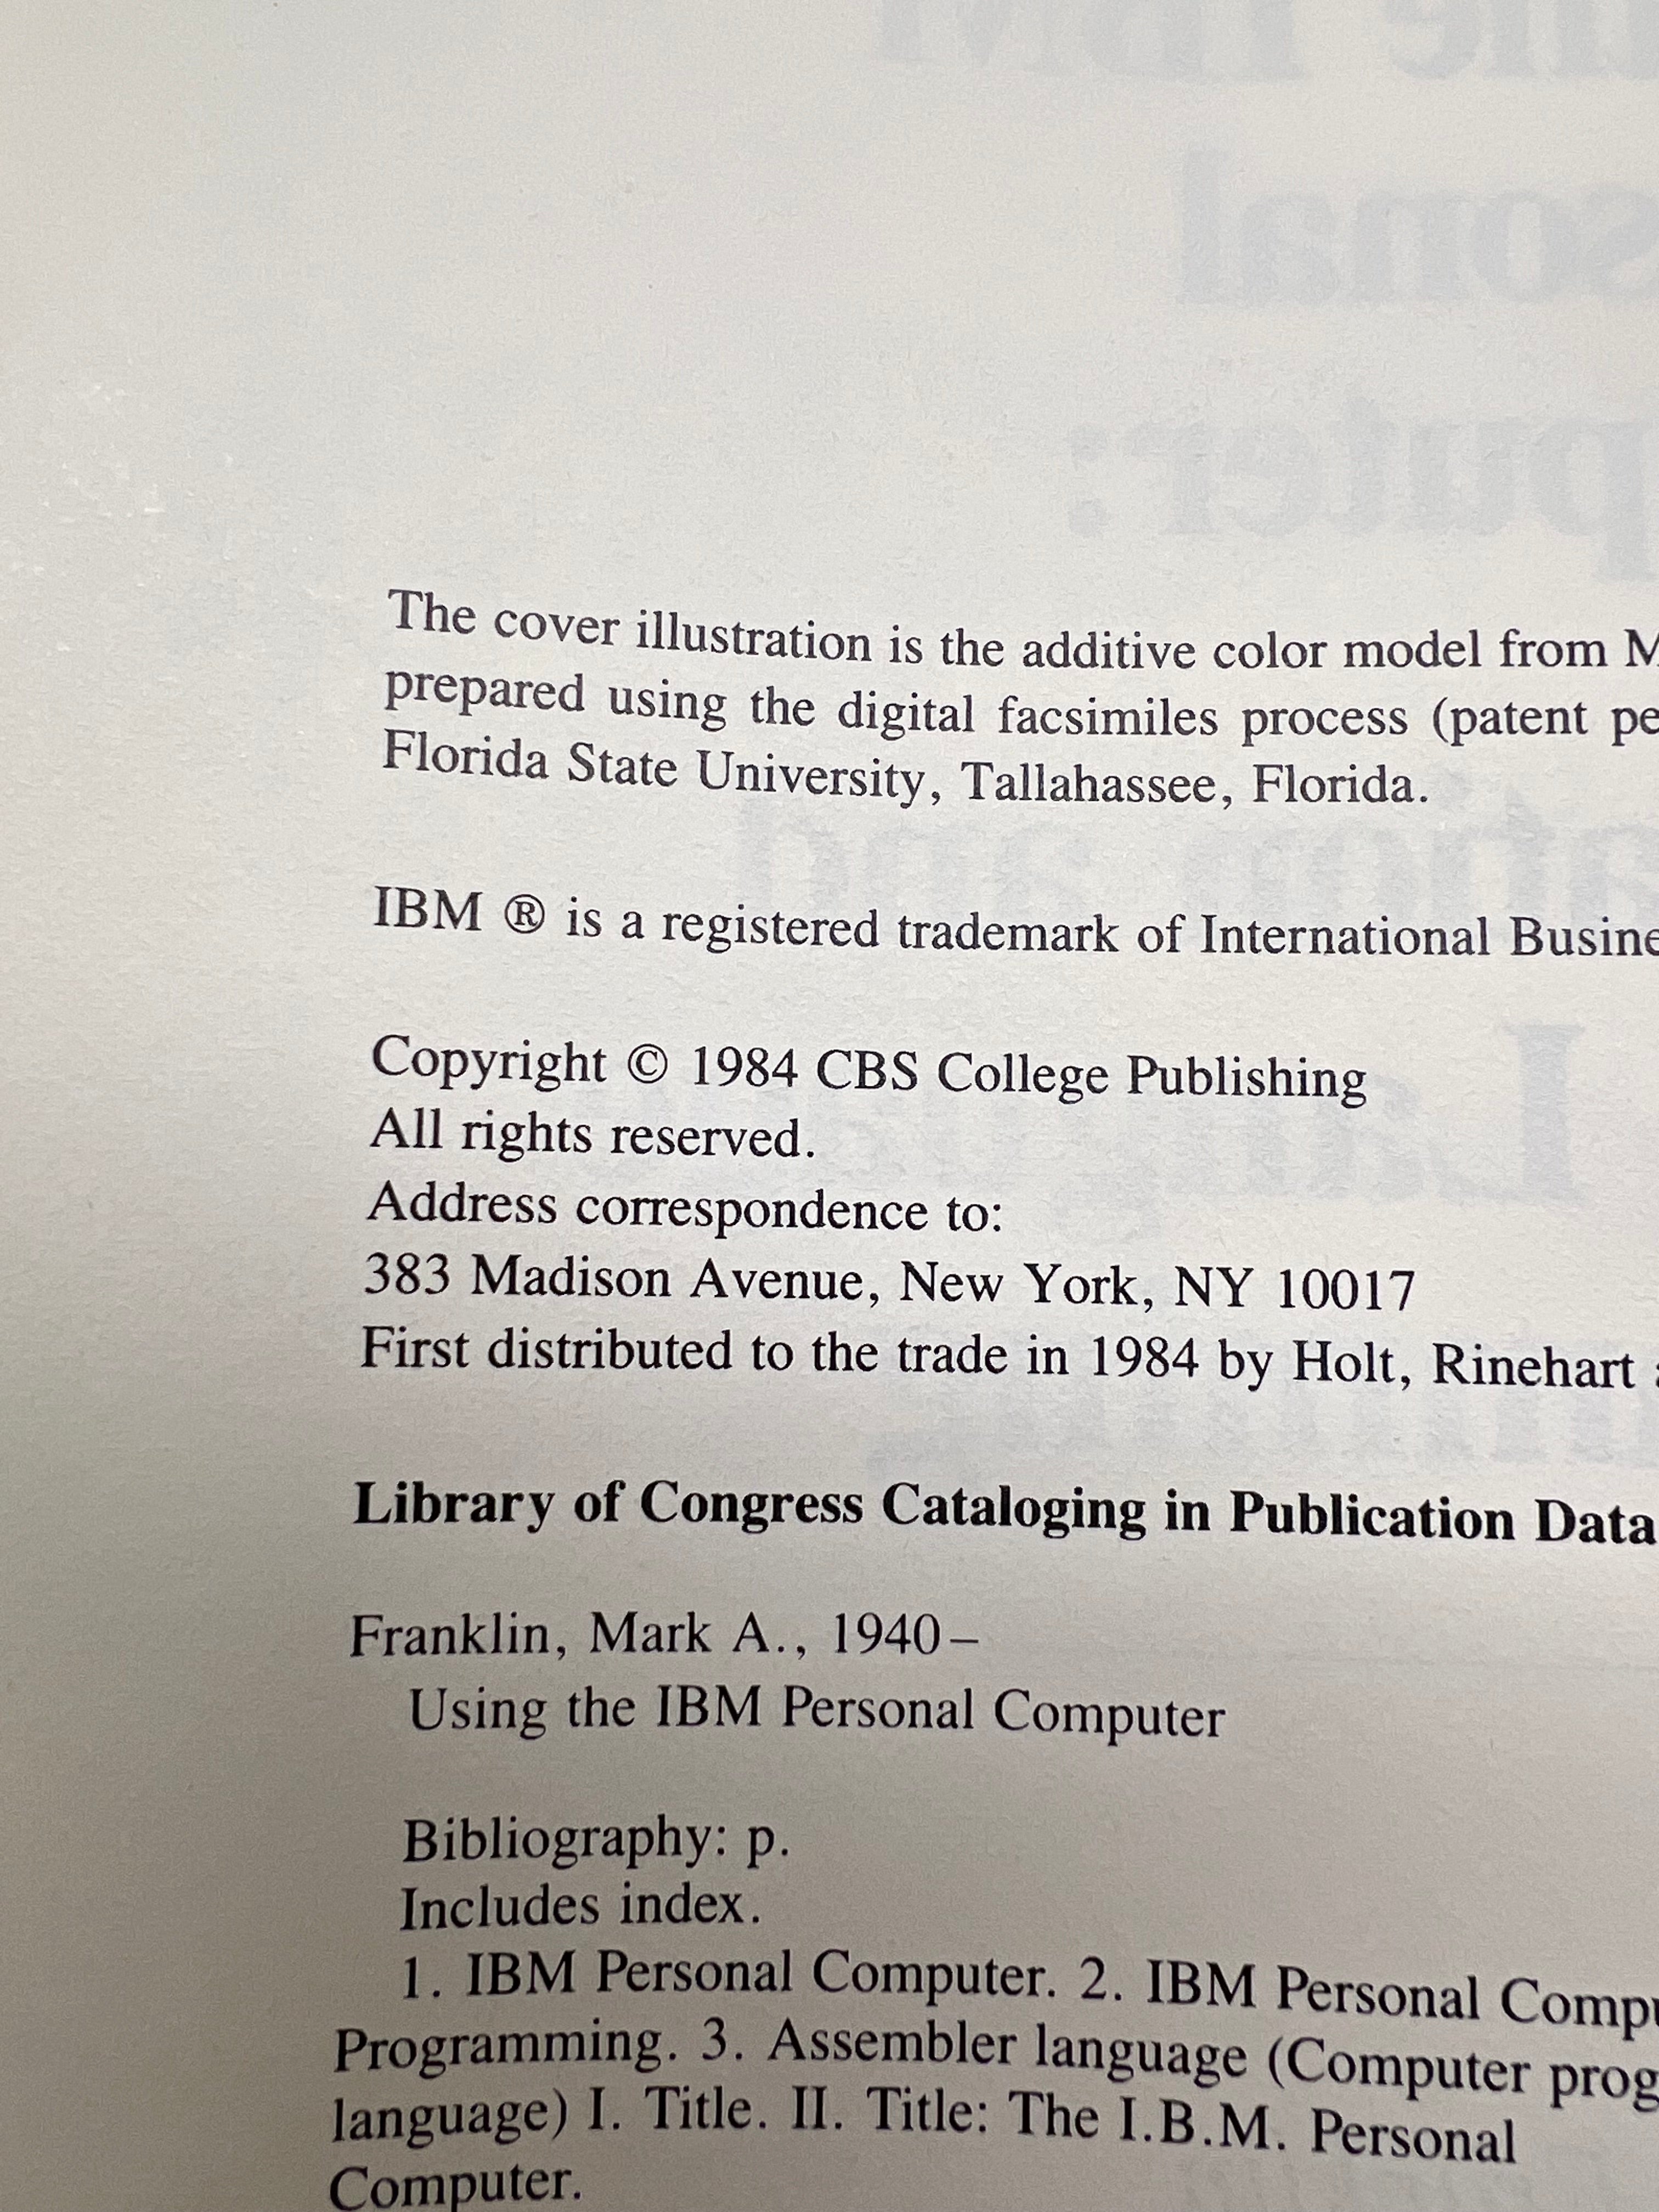 The cover illustration is the additive color model from M
prepared using the digital facsimiles process (patent pe
Florida State University, Tallahassee, Florida.
IBM ® is a registered trademark of International Busine
Copyright © 1984 CBS College Publishing
All rights reserved.
Address correspondence to:
383 Madison Avenue, New York, NY 10017
First distributed to the trade in 1984 by Holt, Rinehart
Library of Congress Cataloging in Publication Data
Franklin, Mark A., 1940–
Using the IBM Personal Computer
Bibliography: p.
Includes index.
1. IBM Personal Computer. 2. IBM Personal Compu
Programming. 3. Assembler language (Computer prog
language) I. Title. II. Title: The I.B.M. Personal
Computer.